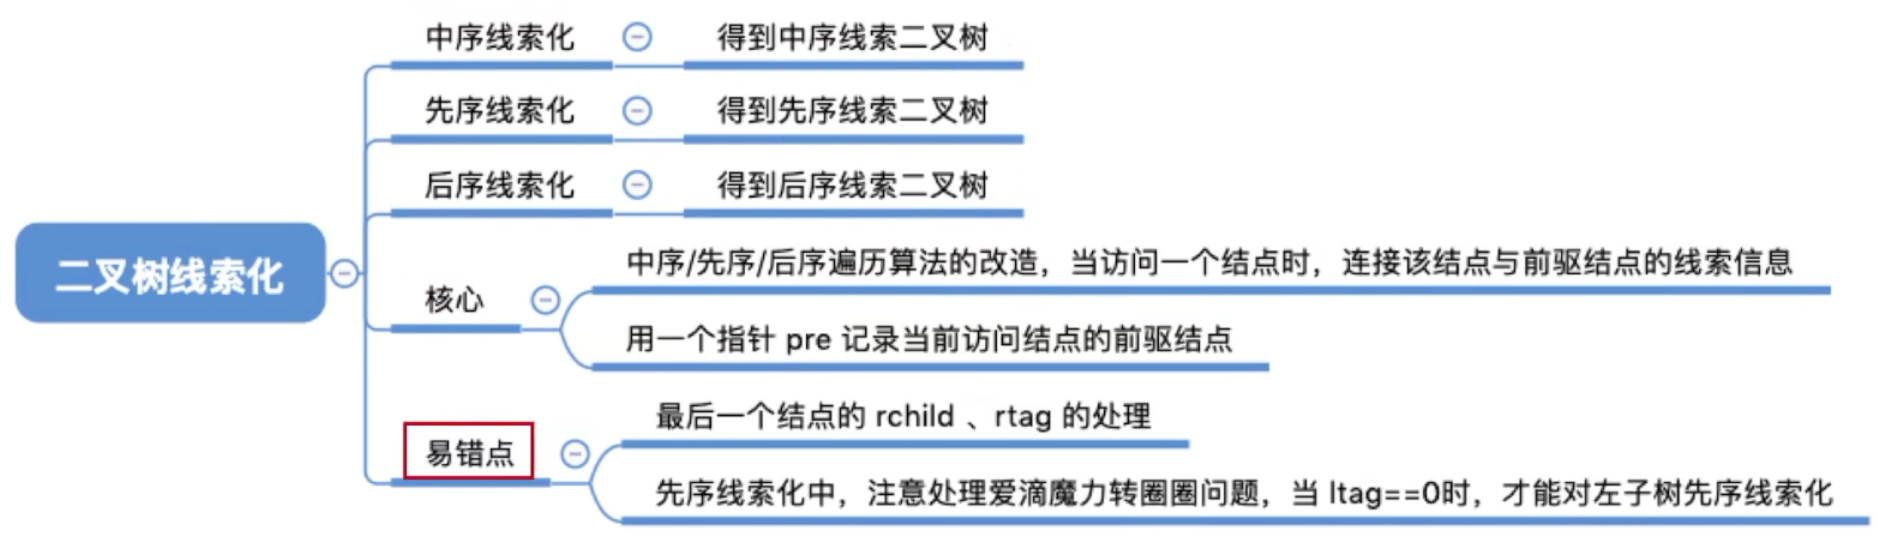 中序线索化
得到中序线索二叉树
先序线索化
得到先序线索二叉树
后序线索化
得到后序线索二叉树
二叉树线索化
核心
中序/先序/后序遍历算法的改造，当访问一个结点时，连接该结点与前驱结点的线索信息
用一个指针 pre 记录当前访问结点的前驱结点
易错点
最后一个结点的 rchild 、rtag 的处理
先序线索化中，注意处理爱滴魔力转圈圈问题，当 ltag==0时，才能对左子树先序线索化